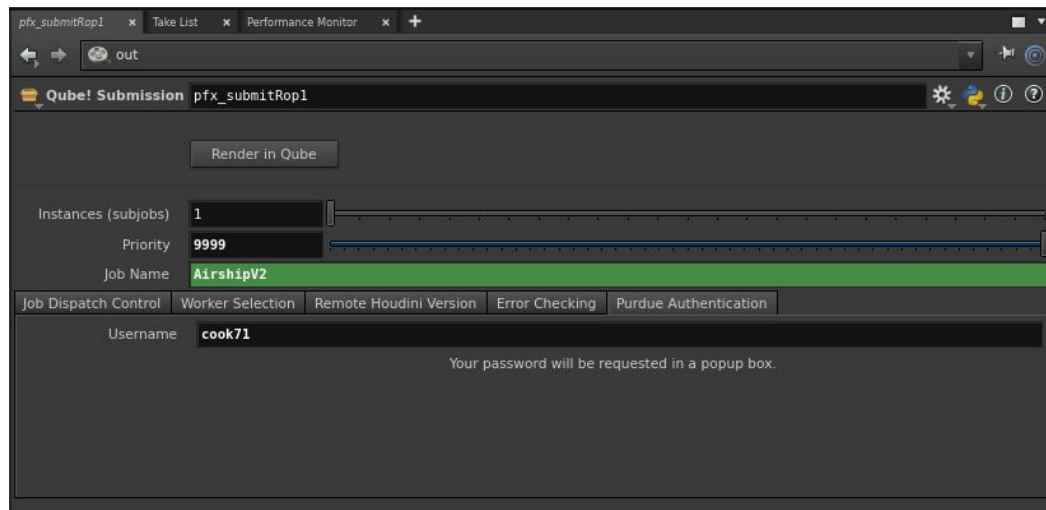 pfx_submitRop1 × Take List × Performance Monitor × +
out
Qube! Submission pfx_submitRop1
Render in Qube
Instances (subjobs) 1
Priority 9999
Job Name AirshipV2
Job Dispatch Control Worker Selection Remote Houdini Version Error Checking Purdue Authentication
Username cook71
Your password will be requested in a popup box.